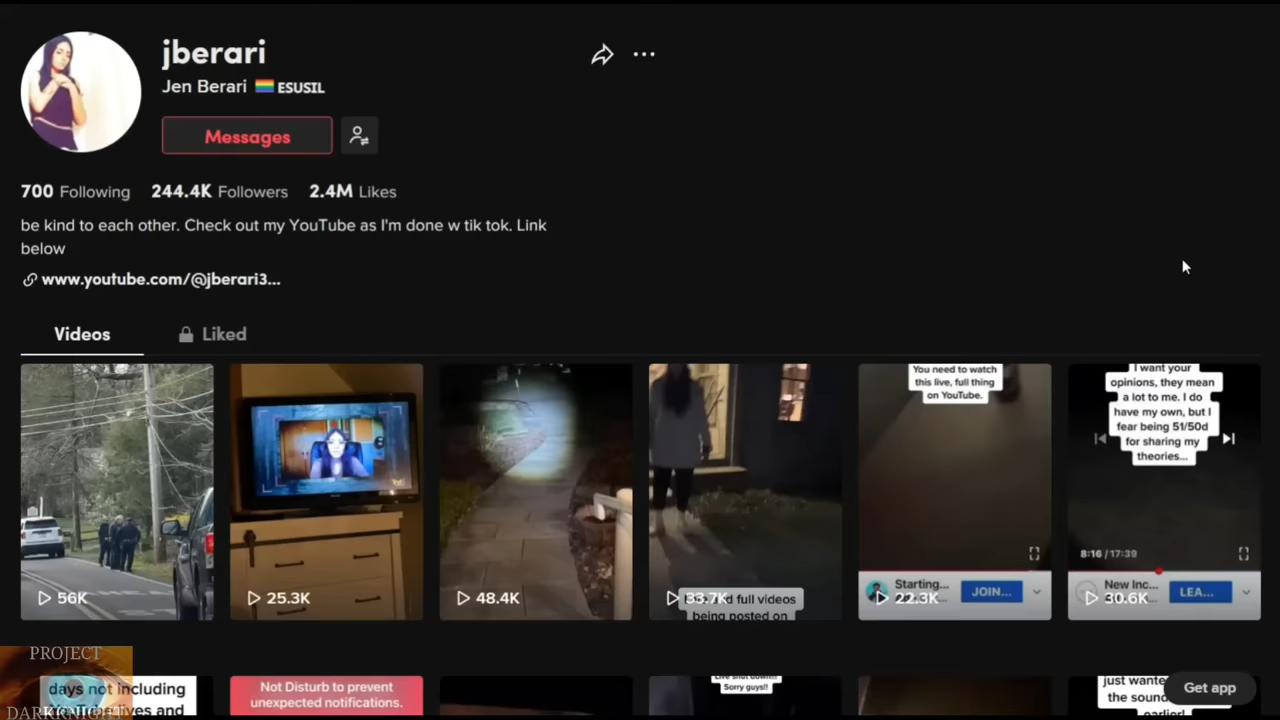 jberari
Jen Berari 🏳️‍🌈 ESUSIL
Messages
700 Following 244.4K Followers 2.4M Likes
be kind to each other. Check out my YouTube as I'm done w tik tok. Link
below
www.youtube.com/@jberari3...
Videos
Liked
56K
25.3K
48.4K
33.7K
full videos
being posted on
You need to watch
this live, full thing
on YouTube.
Starting...
JOIN...
22.3K
I want your
opinions, they mean
a lot to me. I do
have my own, but I
fear being 51/50d
for sharing my
theories...
8:16 / 17:39
New Inc...
LEA...
30.6K
PROJECT
DARKKNIGHT
days not including
and
Not Disturb to prevent
unexpected notifications.
Live shut down!!
Sorry guys!!
just wante
the sound
earlier!
Get app